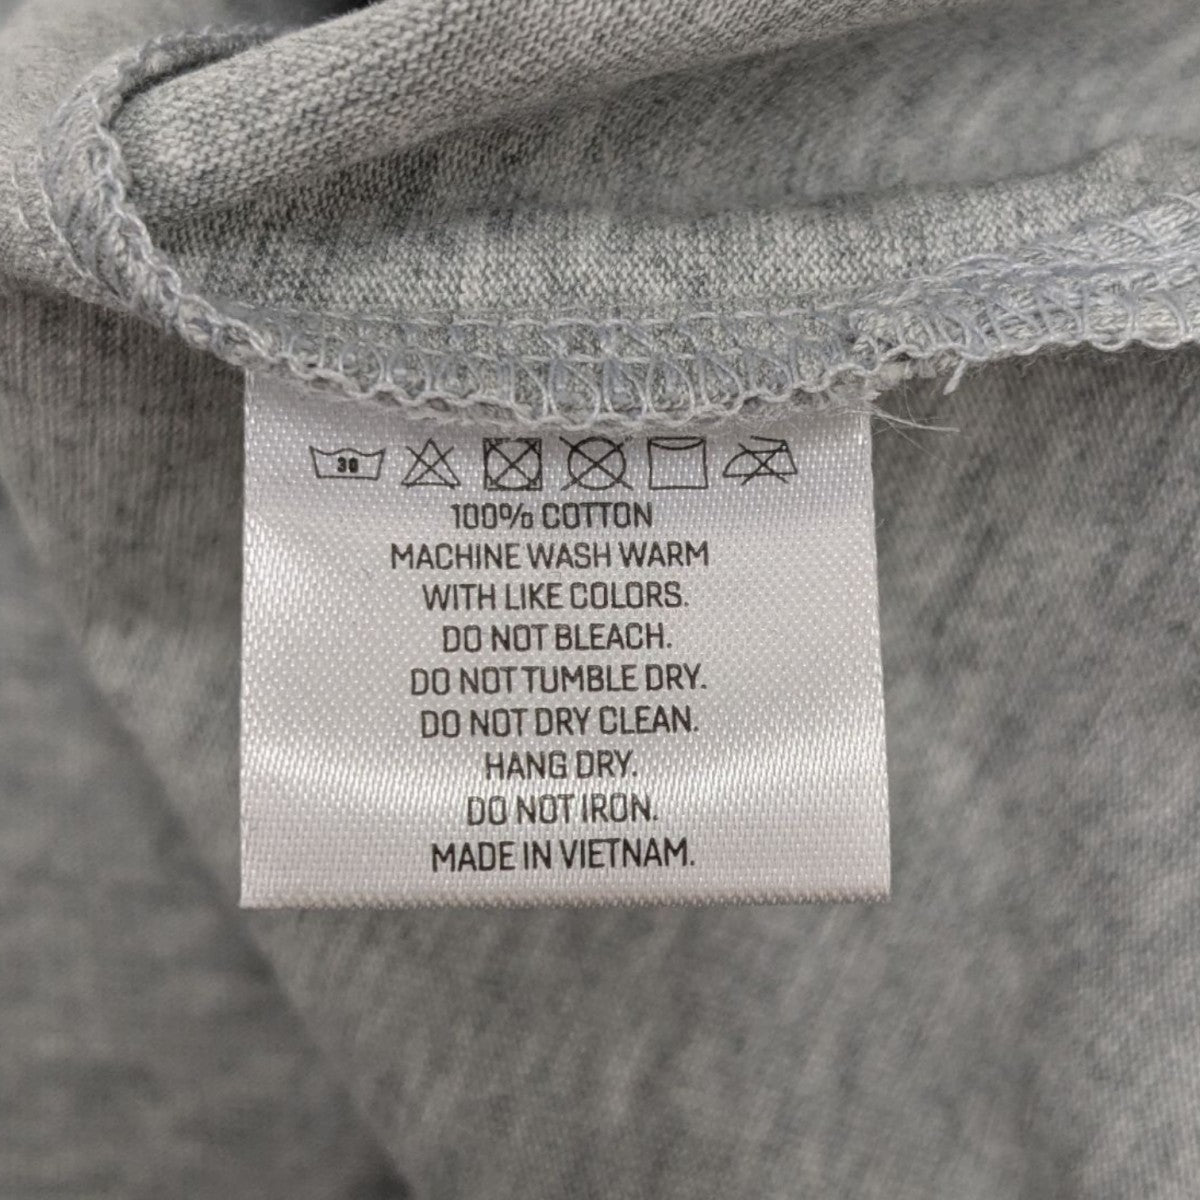 30
100% COTTON
MACHINE WASH WARM
WITH LIKE COLORS.
DO NOT BLEACH.
DO NOT TUMBLE DRY.
DO NOT DRY CLEAN.
HANG DRY.
DO NOT IRON.
MADE IN VIETNAM.